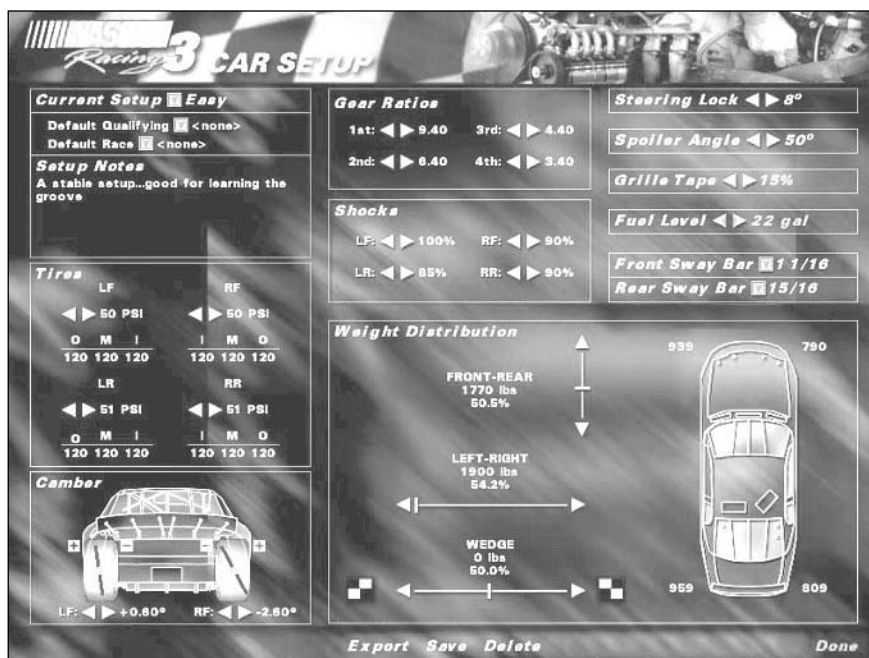 NASCAR
Racing 3 CAR SETUP
Current Setup Easy
Default Qualifying <none>
Default Race <none>
Setup Notes
A stable setup...good for learning the
groove
Tires
LF RF
50 PSI 50 PSI
O M I I M O
120 120 120 120 120 120
LR RR
51 PSI 51 PSI
O M I I M O
120 120 120 120 120 120
Camber
+ - - +
LF: +0.60° RF: -2.60°
Gear Ratios
1st: 9.40 3rd: 4.40
2nd: 6.40 4th: 3.40
Shocks
LF: 100% RF: 90%
LR: 85% RR: 90%
Steering Lock 8°
Spoiler Angle 50°
Grille Tape 15%
Fuel Level 22 gal
Front Sway Bar 1 1/16
Rear Sway Bar 15/16
Weight Distribution
FRONT-REAR
1770 lbs
50.5%
LEFT-RIGHT
1900 lbs
54.2%
WEDGE
0 lbs
50.0%
939 790
959 809
Export Save Delete Done